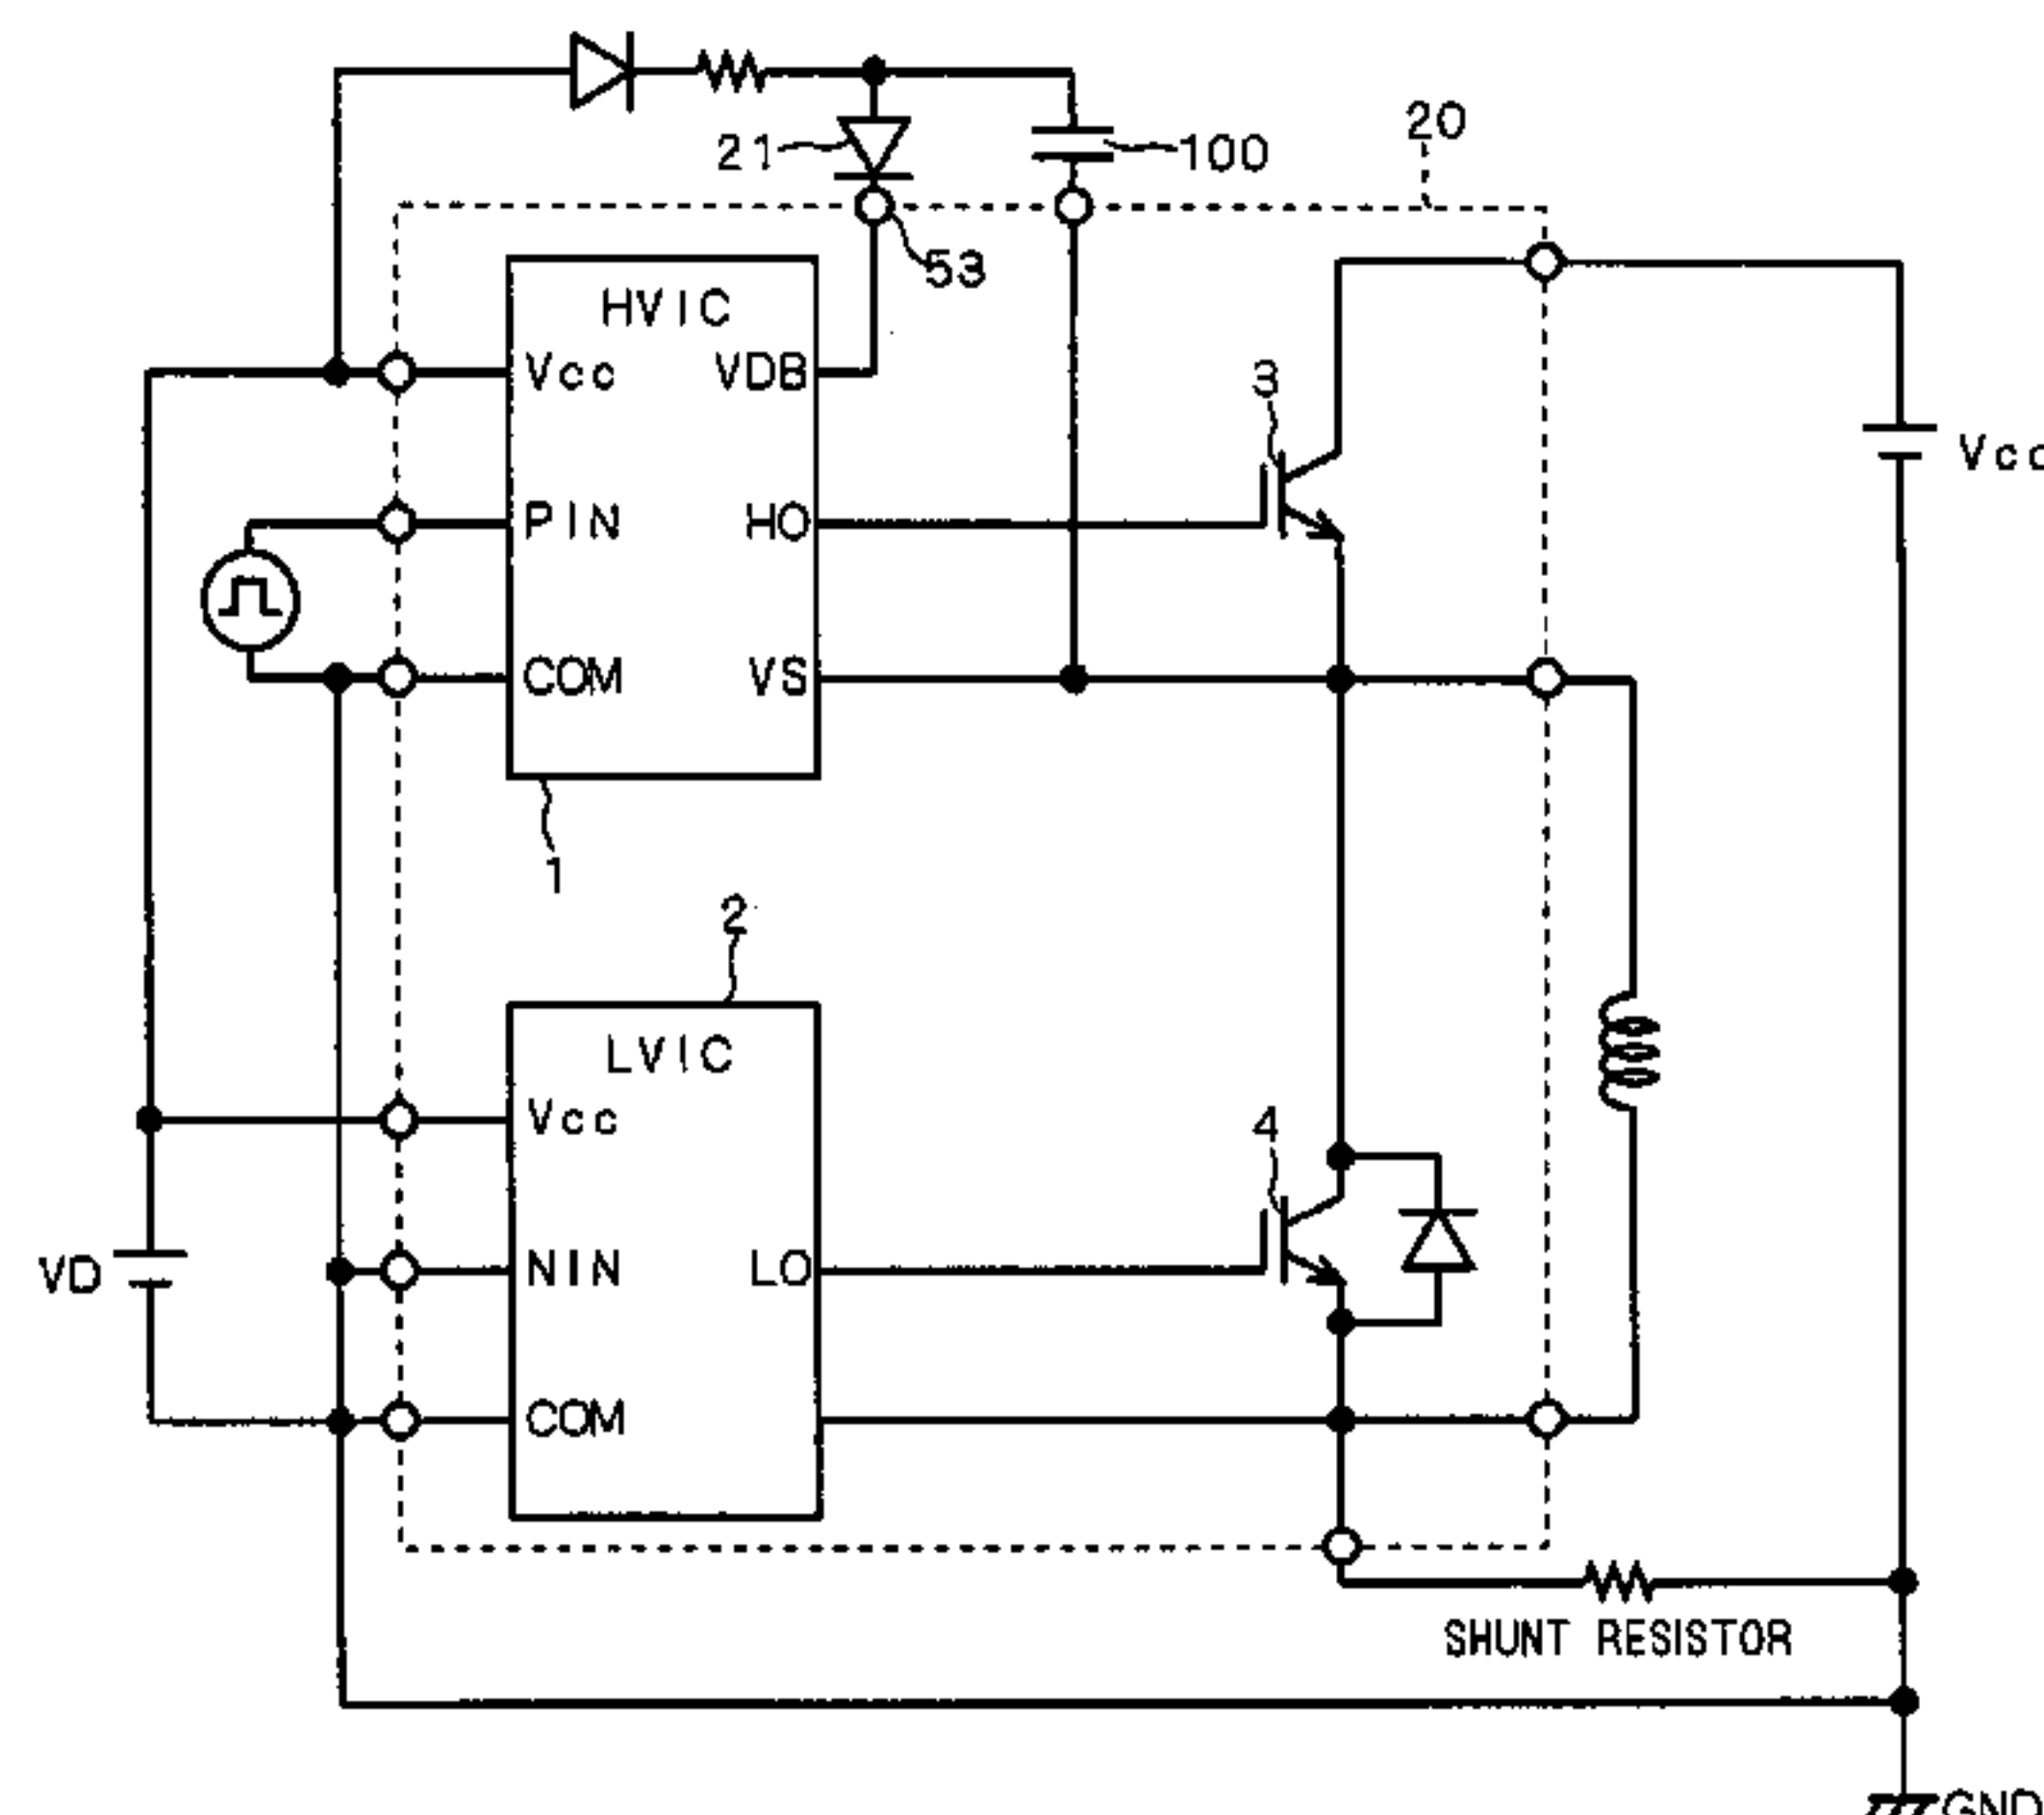 20
21
100
53
HVIC
Vcc
VDB
3
PIN
HO
COM
VS
1
2
LVIC
Vcc
4
VD
NIN
LO
COM
SHUNT RESISTOR
GND